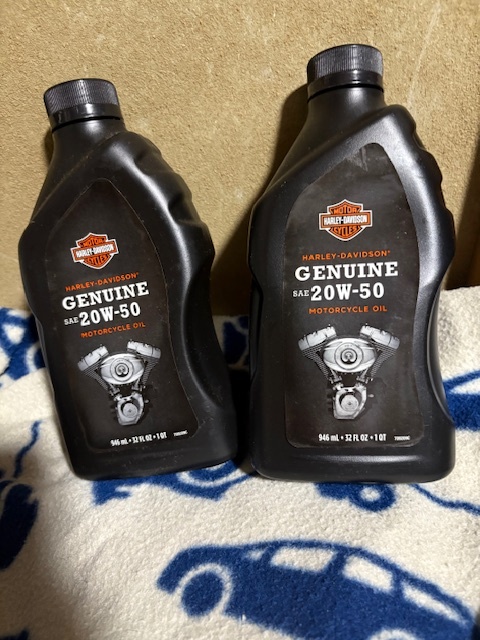 MOTOR
HARLEY-DAVIDSON
CYCLES
HARLEY-DAVIDSON®
GENUINE
SAE 20W-50
MOTORCYCLE OIL
946 mL • 32 FL OZ • 1 QT
MOTOR
HARLEY-DAVIDSON
CYCLES
HARLEY-DAVIDSON®
GENUINE
SAE 20W-50
MOTORCYCLE OIL
946 mL • 32 FL OZ • 1 QT